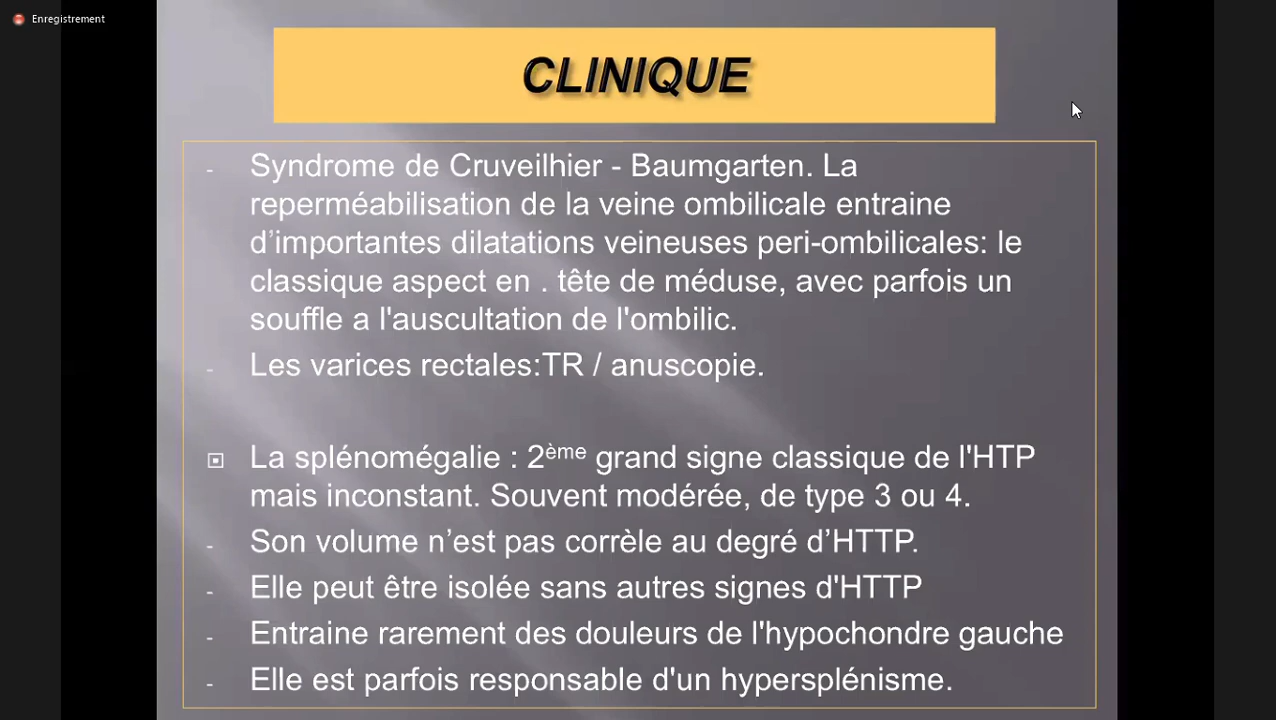 Enregistrement
CLINIQUE
- Syndrome de Cruveilhier - Baumgarten. La
reperméabilisation de la veine ombilicale entraine
d’importantes dilatations veineuses peri-ombilicales: le
classique aspect en . tête de méduse, avec parfois un
souffle a l'auscultation de l'ombilic.
- Les varices rectales:TR / anuscopie.
La splénomégalie : 2ème grand signe classique de l'HTP
mais inconstant. Souvent modérée, de type 3 ou 4.
- Son volume n’est pas corrèle au degré d’HTTP.
- Elle peut être isolée sans autres signes d'HTTP
- Entraine rarement des douleurs de l'hypochondre gauche
- Elle est parfois responsable d'un hypersplénisme.